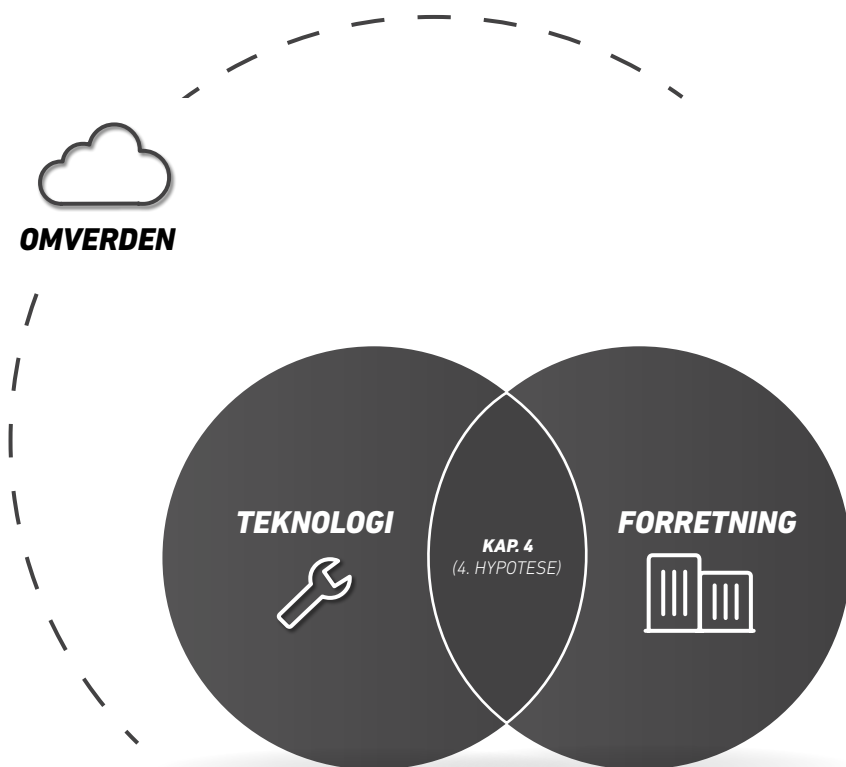 OMVERDEN
TEKNOLOGI
KAP. 4
(4. HYPOTESE)
FORRETNING